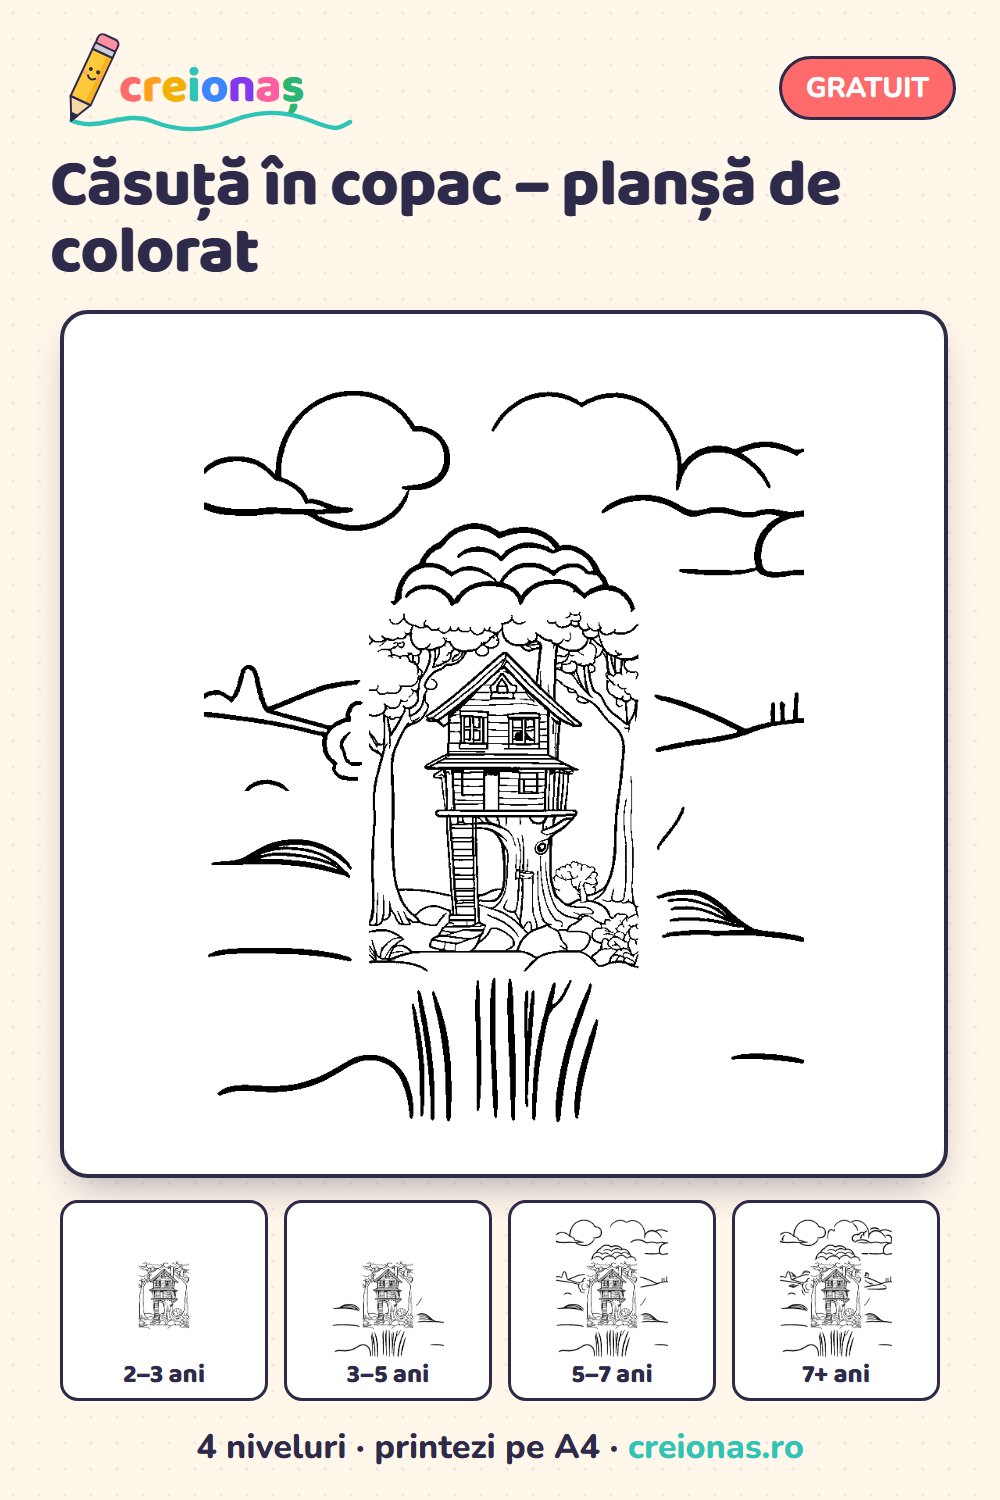 creionaș
GRATUIT
Căsuță în copac – planșă de
colorat
2–3 ani
3–5 ani
5–7 ani
7+ ani
4 niveluri · printezi pe A4 · creionas.ro